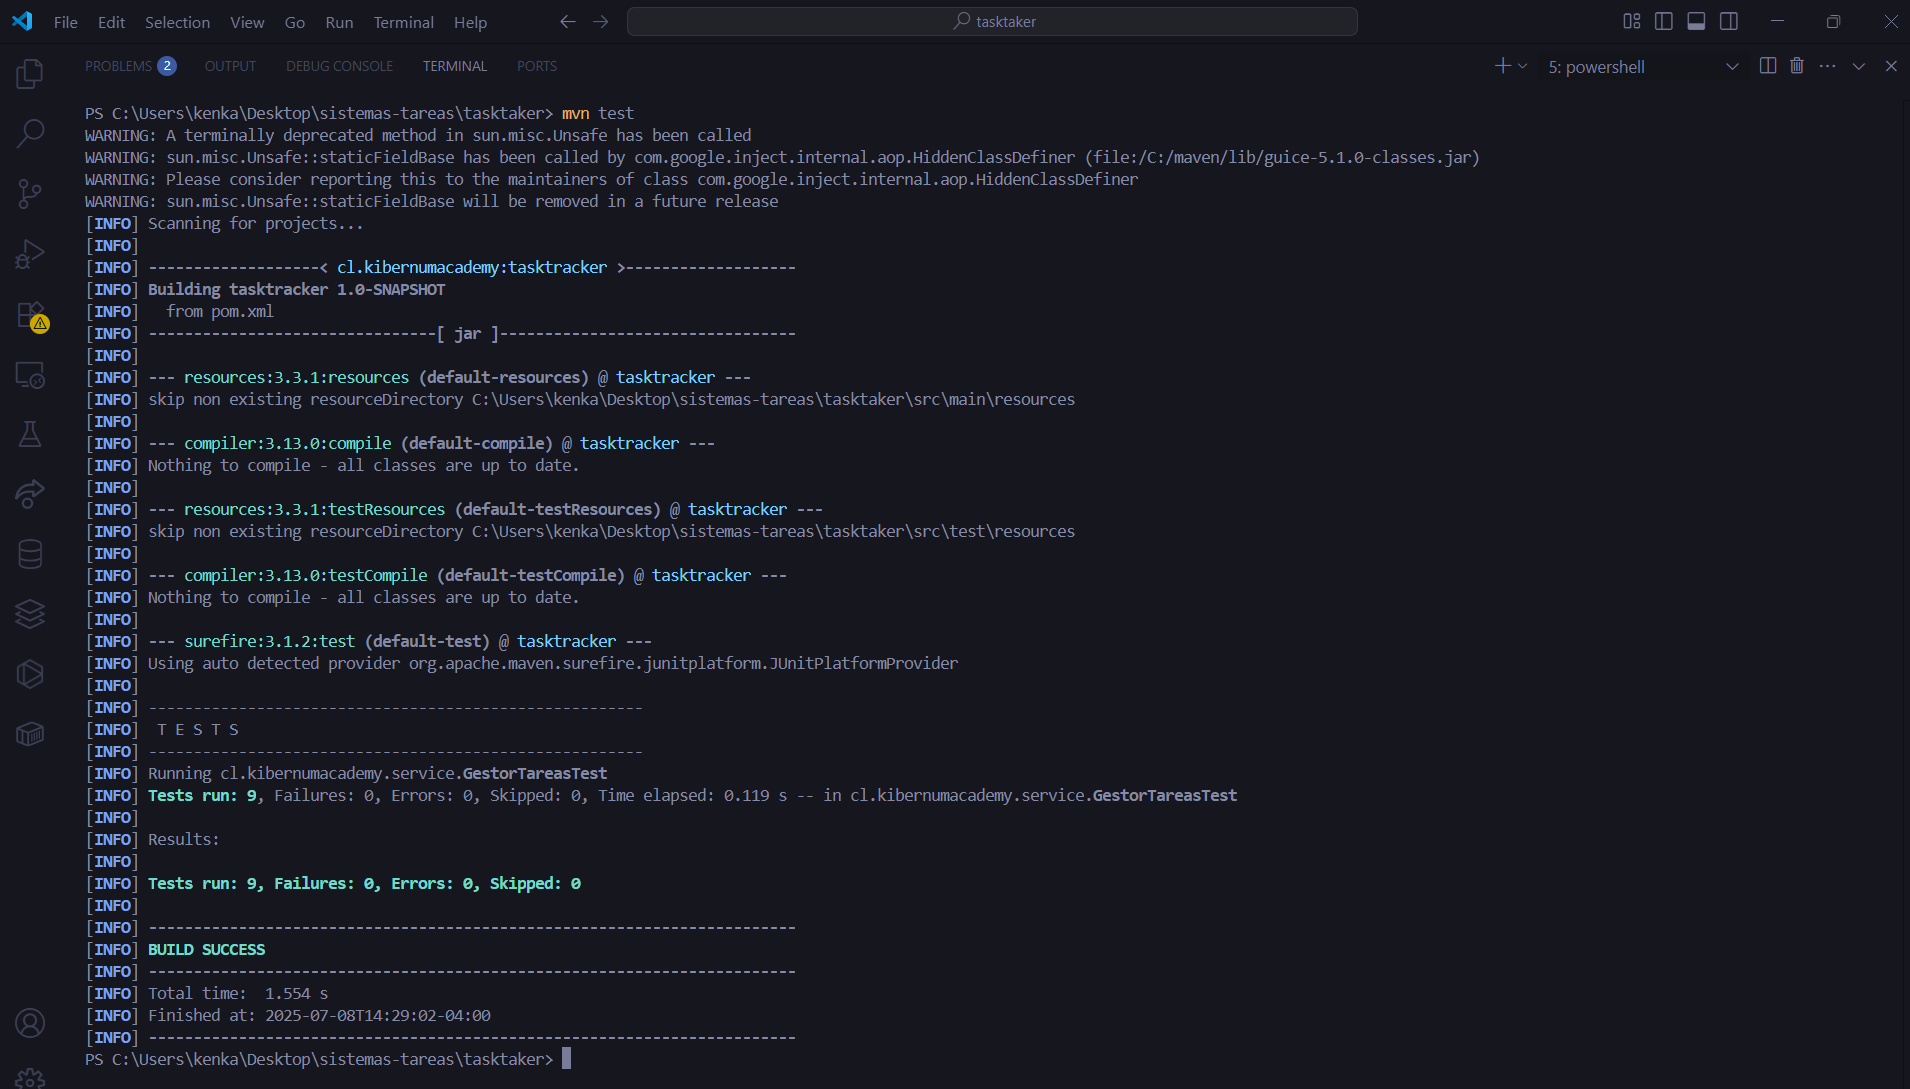 File Edit Selection View Go Run Terminal Help
tasktaker
PROBLEMS 2 OUTPUT DEBUG CONSOLE TERMINAL PORTS
5: powershell
PS C:\Users\kenka\Desktop\sistemas-tareas\tasktaker> mvn test
WARNING: A terminally deprecated method in sun.misc.Unsafe has been called
WARNING: sun.misc.Unsafe::staticFieldBase has been called by com.google.inject.internal.aop.HiddenClassDefiner (file:/C:/maven/lib/guice-5.1.0-classes.jar)
WARNING: Please consider reporting this to the maintainers of class com.google.inject.internal.aop.HiddenClassDefiner
WARNING: sun.misc.Unsafe::staticFieldBase will be removed in a future release
[INFO] Scanning for projects...
[INFO]
[INFO] -------------------< cl.kibernumacademy:tasktracker >-------------------
[INFO] Building tasktracker 1.0-SNAPSHOT
[INFO]   from pom.xml
[INFO] --------------------------------[ jar ]---------------------------------
[INFO]
[INFO] --- resources:3.3.1:resources (default-resources) @ tasktracker ---
[INFO] skip non existing resourceDirectory C:\Users\kenka\Desktop\sistemas-tareas\tasktaker\src\main\resources
[INFO]
[INFO] --- compiler:3.13.0:compile (default-compile) @ tasktracker ---
[INFO] Nothing to compile - all classes are up to date.
[INFO]
[INFO] --- resources:3.3.1:testResources (default-testResources) @ tasktracker ---
[INFO] skip non existing resourceDirectory C:\Users\kenka\Desktop\sistemas-tareas\tasktaker\src\test\resources
[INFO]
[INFO] --- compiler:3.13.0:testCompile (default-testCompile) @ tasktracker ---
[INFO] Nothing to compile - all classes are up to date.
[INFO]
[INFO] --- surefire:3.1.2:test (default-test) @ tasktracker ---
[INFO] Using auto detected provider org.apache.maven.surefire.junitplatform.JUnitPlatformProvider
[INFO]
[INFO] -------------------------------------------------------
[INFO]  T E S T S
[INFO] -------------------------------------------------------
[INFO] Running cl.kibernumacademy.service.GestorTareasTest
[INFO] Tests run: 9, Failures: 0, Errors: 0, Skipped: 0, Time elapsed: 0.119 s -- in cl.kibernumacademy.service.GestorTareasTest
[INFO]
[INFO] Results:
[INFO]
[INFO] Tests run: 9, Failures: 0, Errors: 0, Skipped: 0
[INFO]
[INFO] ------------------------------------------------------------------------
[INFO] BUILD SUCCESS
[INFO] ------------------------------------------------------------------------
[INFO] Total time:  1.554 s
[INFO] Finished at: 2025-07-08T14:29:02-04:00
[INFO] ------------------------------------------------------------------------
PS C:\Users\kenka\Desktop\sistemas-tareas\tasktaker>